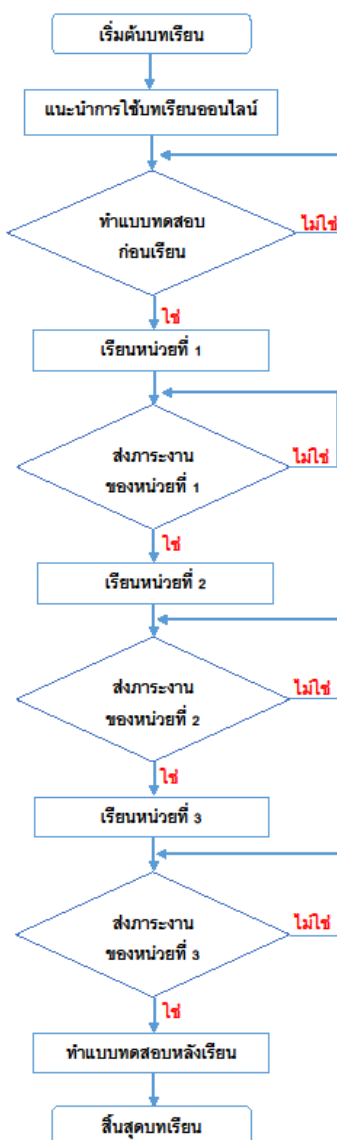 เริ่มต้นบทเรียน
แนะนำการใช้บทเรียนออนไลน์
ทำแบบทดสอบ
ก่อนเรียน
ไม่ใช่
ใช่
เรียนหน่วยที่ 1
ส่งภาระงาน
ของหน่วยที่ 1
ไม่ใช่
ใช่
เรียนหน่วยที่ 2
ส่งภาระงาน
ของหน่วยที่ 2
ไม่ใช่
ใช่
เรียนหน่วยที่ 3
ส่งภาระงาน
ของหน่วยที่ 3
ไม่ใช่
ใช่
ทำแบบทดสอบหลังเรียน
สิ้นสุดบทเรียน